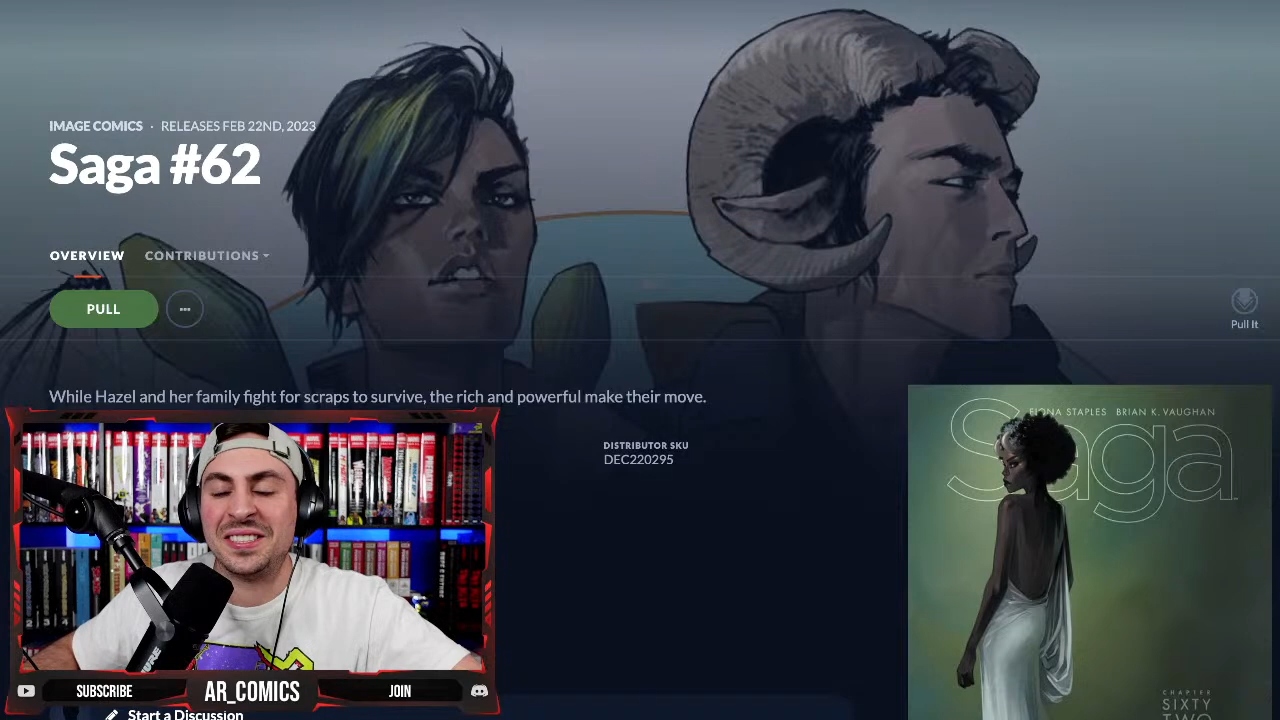 IMAGE COMICS · RELEASES FEB 22ND, 2023
Saga #62
OVERVIEW CONTRIBUTIONS
PULL
Pull It
While Hazel and her family fight for scraps to survive, the rich and powerful make their move.
DISTRIBUTOR SKU
DEC220295
FIONA STAPLES BRIAN K. VAUGHAN
Saga
CHAPTER
SIXTY
TWO
SUBSCRIBE AR_COMICS JOIN
Start a Discussion